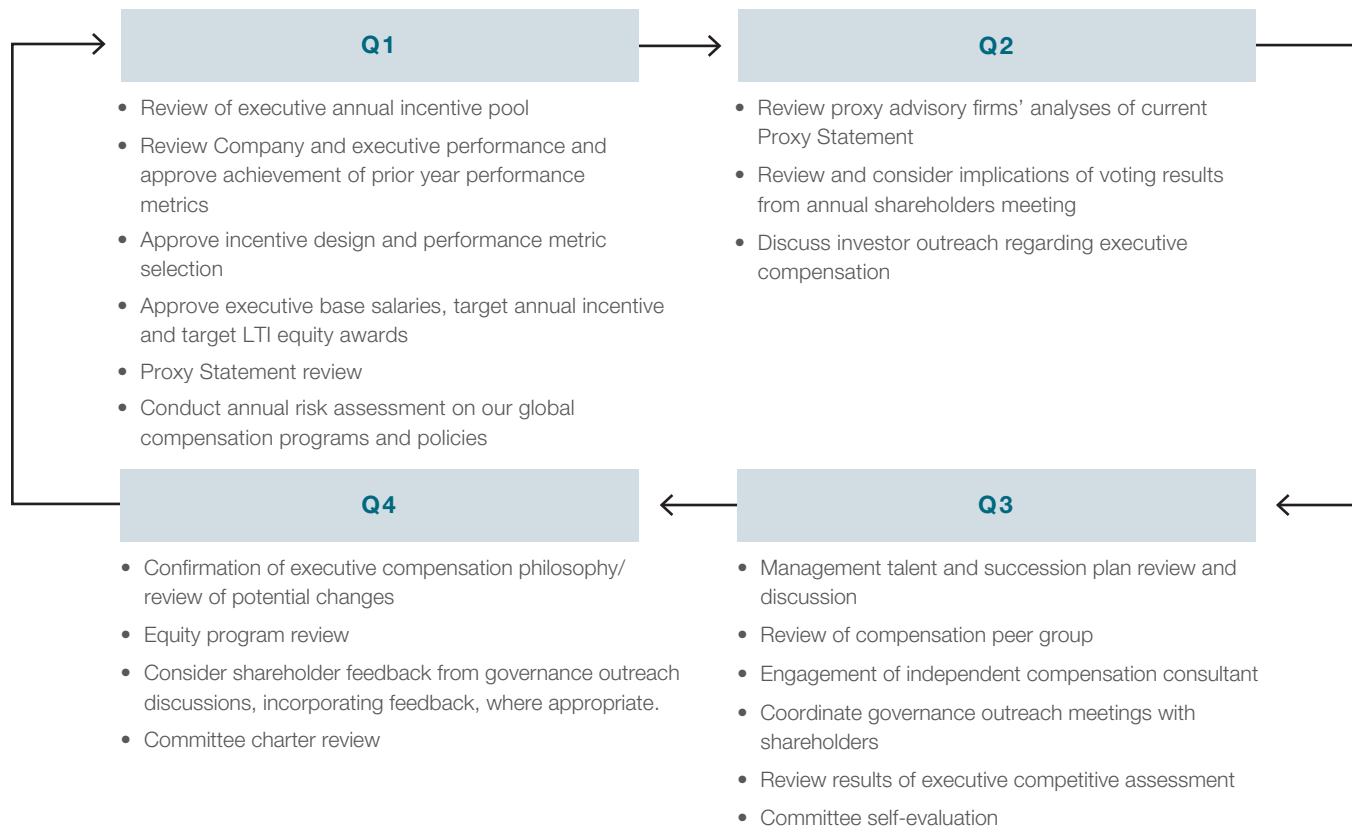 Q1
• Review of executive annual incentive pool
• Review Company and executive performance and
approve achievement of prior year performance
metrics
• Approve incentive design and performance metric
selection
• Approve executive base salaries, target annual incentive
and target LTI equity awards
• Proxy Statement review
• Conduct annual risk assessment on our global
compensation programs and policies
Q2
• Review proxy advisory firms’ analyses of current
Proxy Statement
• Review and consider implications of voting results
from annual shareholders meeting
• Discuss investor outreach regarding executive
compensation
Q3
• Management talent and succession plan review and
discussion
• Review of compensation peer group
• Engagement of independent compensation consultant
• Coordinate governance outreach meetings with
shareholders
• Review results of executive competitive assessment
• Committee self-evaluation
Q4
• Confirmation of executive compensation philosophy/
review of potential changes
• Equity program review
• Consider shareholder feedback from governance outreach
discussions, incorporating feedback, where appropriate.
• Committee charter review